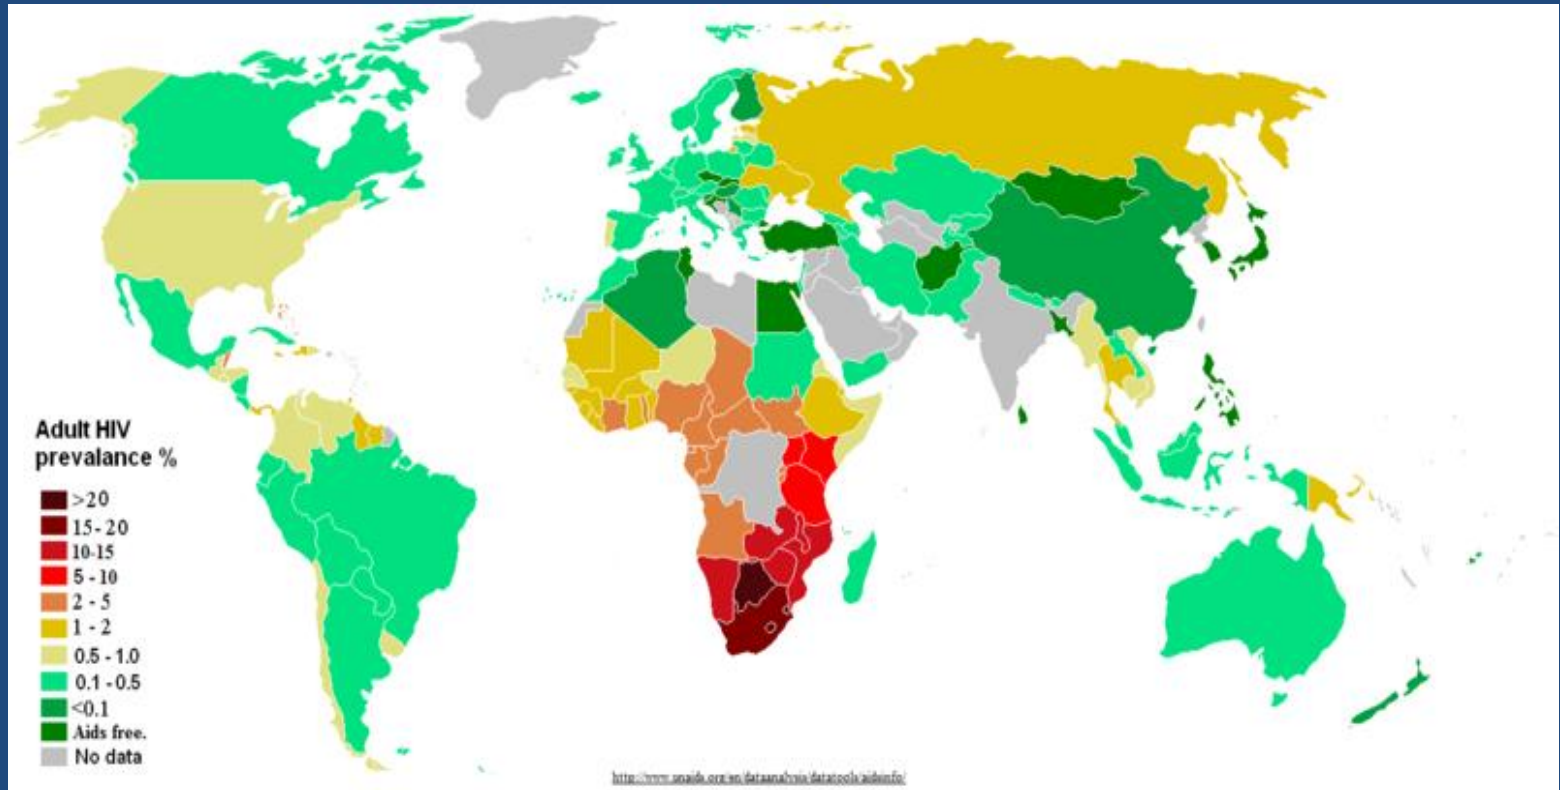 Adult HIV
prevalance %
>20
15 - 20
10-15
5 - 10
2 - 5
1 - 2
0.5 - 1.0
0.1 - 0.5
<0.1
Aids free.
No data
http://www.unaids.org/en/dataanalysis/datatools/aidsinfo/